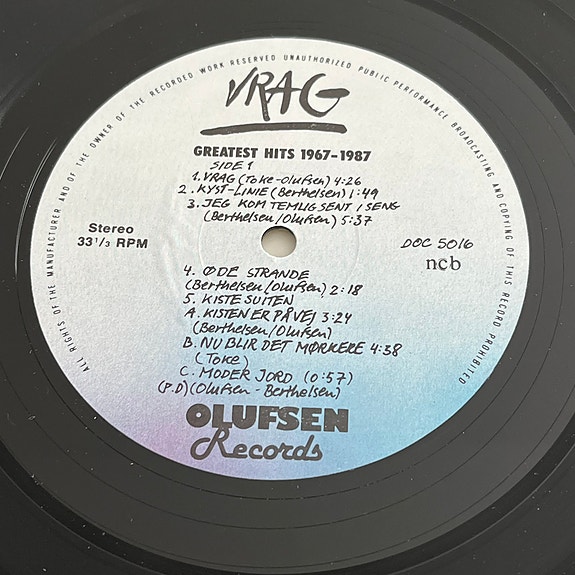 ALL RIGHTS OF THE MANUFACTURER AND OF THE OWNER OF THE RECORDED WORK RESERVED UNAUTHORIZED PUBLIC PERFORMANCE BROADCASTING AND COPYING OF THIS RECORD PROHIBITED
VRAG
GREATEST HITS 1967-1987
SIDE 1
1. VRAG (Toke-Olufsen) 4:26
2. KYST-LINIE (Berthelsen) 1:49
3. JEG KOM TEMLIG SENT I SENG
(Berthelsen/Olufsen) 5:37
Stereo
33 1/3 RPM
DOC 5016
ncb
4. ØDE STRANDE
(Berthelsen/Olufsen) 2:18
5. KISTE SUITEN
A. KISTEN ER PÅ VEJ 3:24
(Berthelsen/Olufsen)
B. NU BLIR DET MØRKERE 4:38
(Toke)
C. MODER JORD (0:57)
(P.D) (Olufsen - Berthelsen)
OLUFSEN
Records